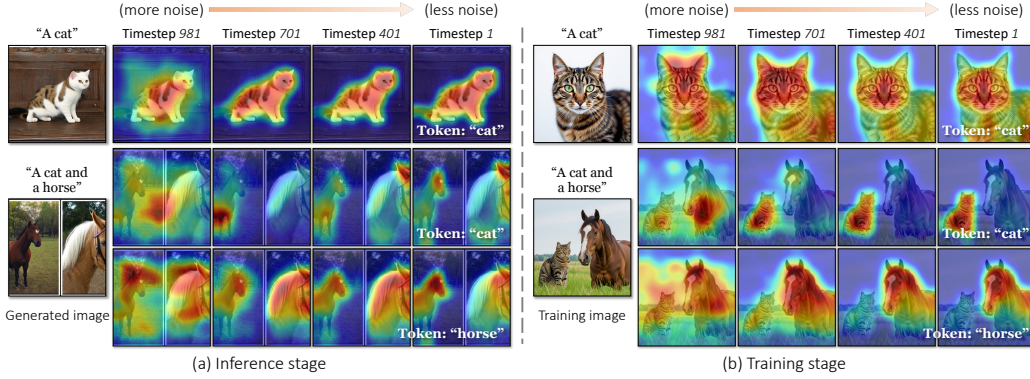 (more noise) (less noise)
"A cat" Timestep 981 Timestep 701 Timestep 401 Timestep 1
Token: "cat"
"A cat and
a horse"
Token: "cat"
Generated image
Token: "horse"
(a) Inference stage
(more noise) (less noise)
"A cat" Timestep 981 Timestep 701 Timestep 401 Timestep 1
Token: "cat"
"A cat and
a horse"
Token: "cat"
Training image
Token: "horse"
(b) Training stage